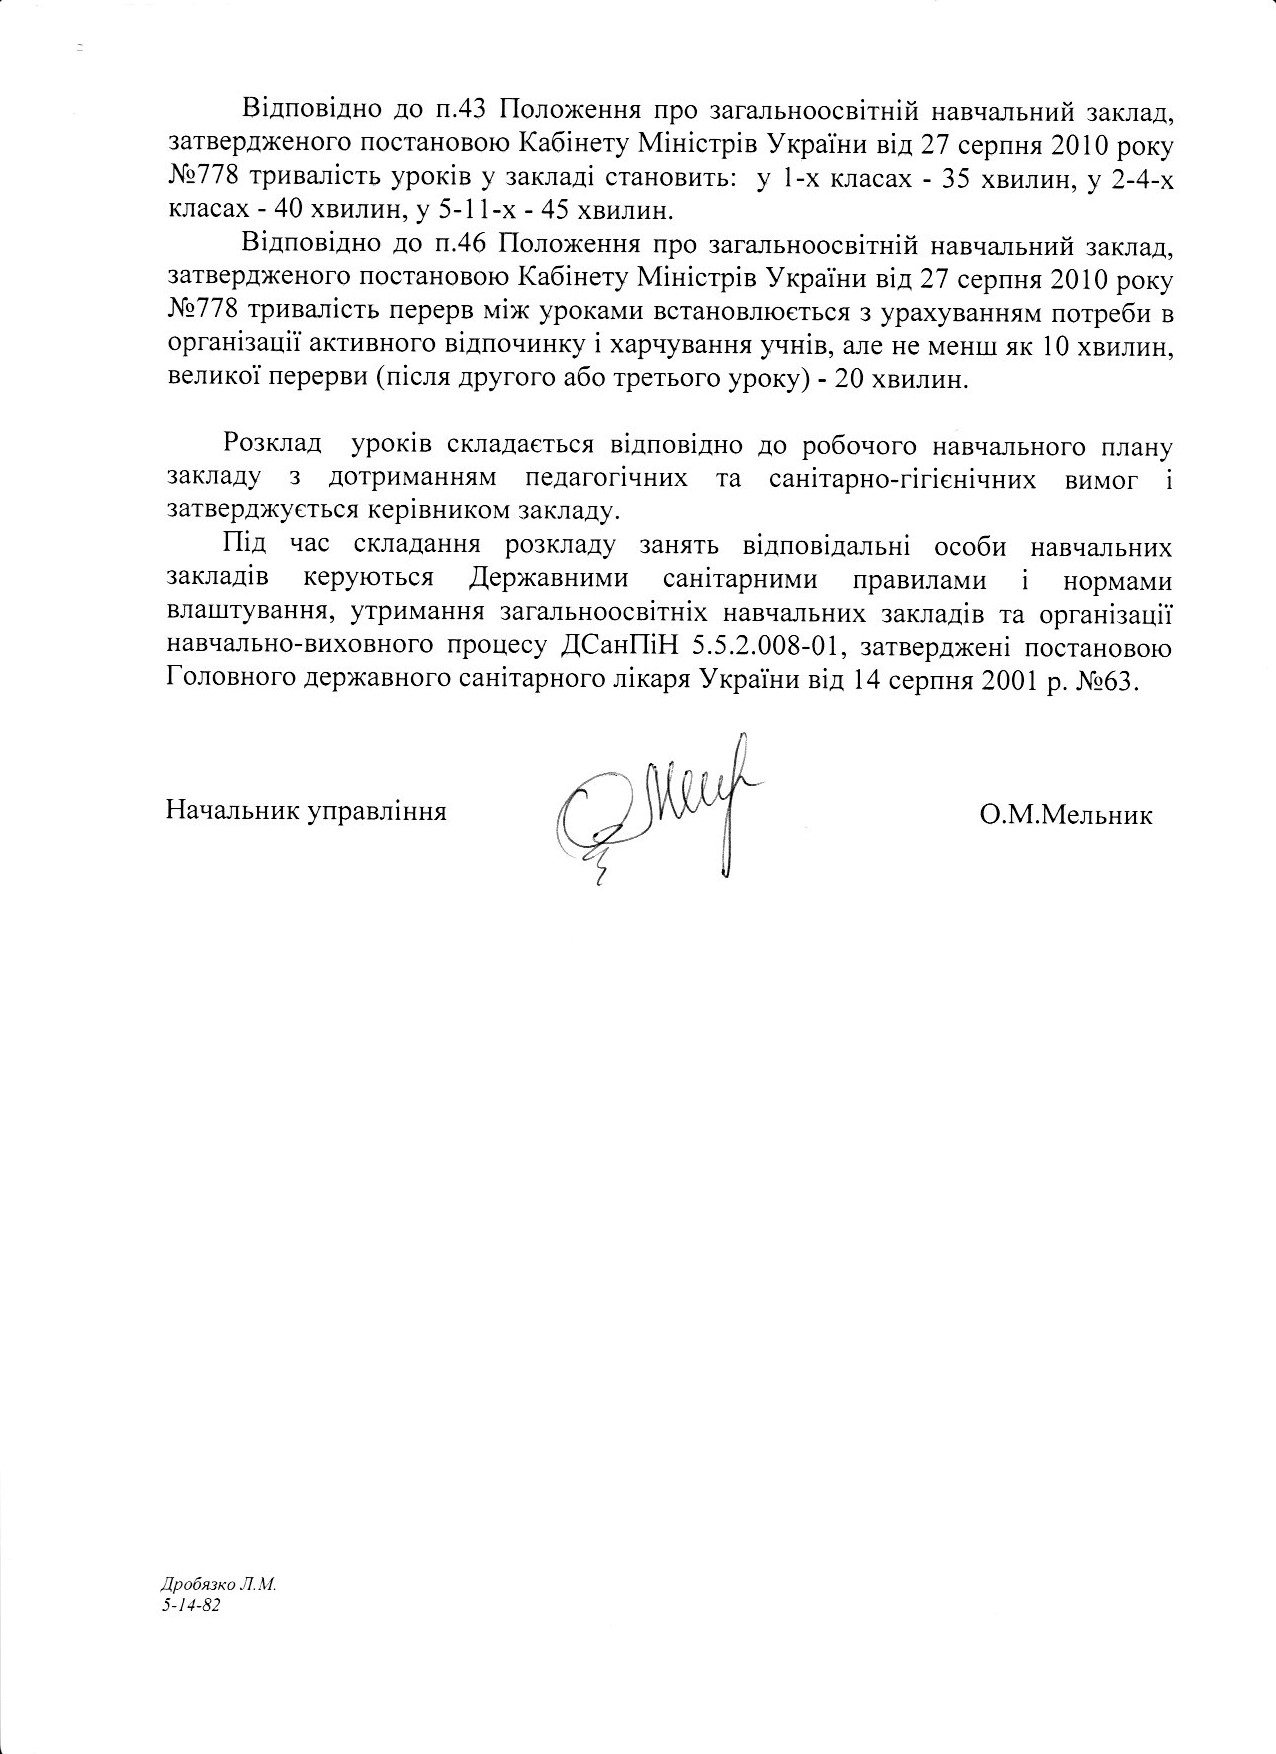 Відповідно до п.43 Положення про загальноосвітній навчальний заклад,
затвердженого постановою Кабінету Міністрів України від 27 серпня 2010 року
№778 тривалість уроків у закладі становить: у 1-х класах - 35 хвилин, у 2-4-х
класах - 40 хвилин, у 5-11-х - 45 хвилин.
Відповідно до п.46 Положення про загальноосвітній навчальний заклад,
затвердженого постановою Кабінету Міністрів України від 27 серпня 2010 року
№778 тривалість перерв між уроками встановлюється з урахуванням потреби в
організації активного відпочинку і харчування учнів, але не менш як 10 хвилин,
великої перерви (після другого або третього уроку) - 20 хвилин.
Розклад уроків складається відповідно до робочого навчального плану
закладу з дотриманням педагогічних та санітарно-гігієнічних вимог і
затверджується керівником закладу.
Під час складання розкладу занять відповідальні особи навчальних
закладів керуються Державними санітарними правилами і нормами
влаштування, утримання загальноосвітніх навчальних закладів та організації
навчально-виховного процесу ДСанПіН 5.5.2.008-01, затверджені постановою
Головного державного санітарного лікаря України від 14 серпня 2001 р. №63.
Начальник управління О.М.Мельник
Дробязко Л.М.
5-14-82